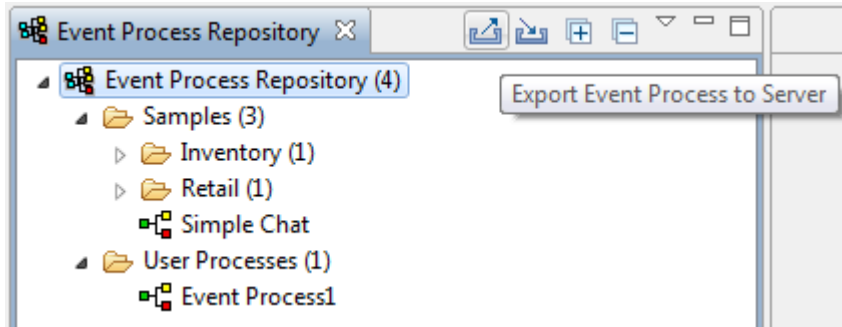 Event Process Repository
Event Process Repository (4)
Export Event Process to Server
Samples (3)
Inventory (1)
Retail (1)
Simple Chat
User Processes (1)
Event Process1